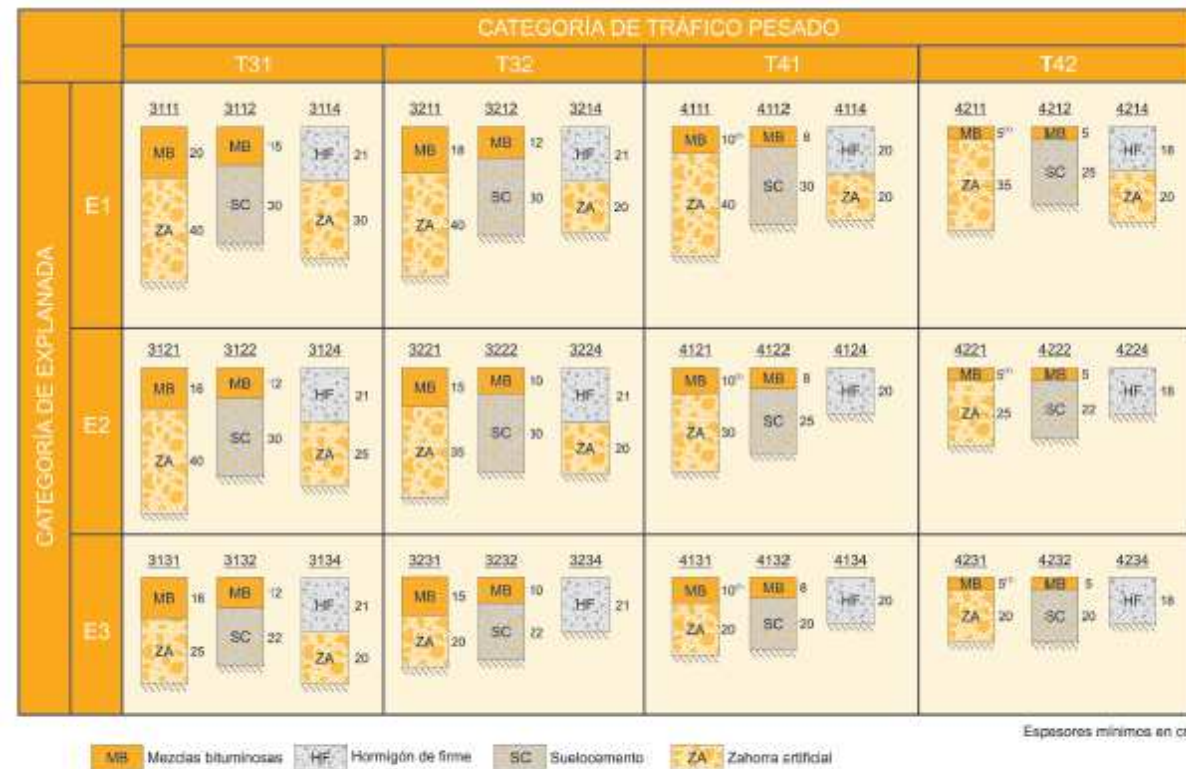 CATEGORÍA DE TRÁFICO PESADO
T31 T32 T41 T42
CATEGORÍA DE EXPLANADA
E1
3111 3112 3114 3211 3212 3214 4111 4112 4114 4211 4212 4214
MB 20 MB 15 HF 21 MB 18 MB 12 HF 21 MB 10 MB 8 HF 20 MB 5 MB 5 HF 18
ZA 40 SC 30 ZA 30 ZA 40 SC 30 ZA 20 ZA 40 SC 30 ZA 20 ZA 35 SC 25 ZA 20
E2
3121 3122 3124 3221 3222 3224 4121 4122 4124 4221 4222 4224
MB 16 MB 12 HF 21 MB 15 MB 10 HF 21 MB 10 MB 8 HF 20 MB 5 MB 5 HF 18
ZA 40 SC 30 ZA 25 ZA 35 SC 30 ZA 20 ZA 30 SC 25 ZA 25 SC 22
E3
3131 3132 3134 3231 3232 3234 4131 4132 4134 4231 4232 4234
MB 16 MB 12 HF 21 MB 15 MB 10 HF 21 MB 10 MB 8 HF 20 MB 5 MB 5 HF 18
ZA 25 SC 22 ZA 20 ZA 20 SC 22 ZA 20 SC 20 ZA 20 SC 20
Espesores mínimos en
MB Mezclas bituminosas HF Hormigón de firme SC Suelocemento ZA Zahorra artificial